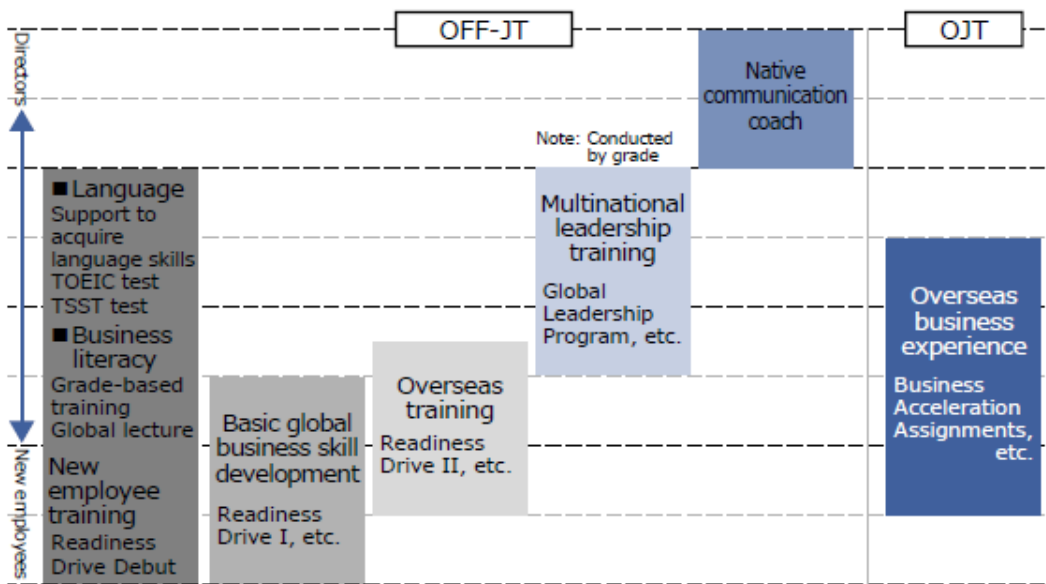 OFF-JT
OJT
Directors
New employees
■ Language
Support to
acquire
language skills
TOEIC test
TSST test
■ Business
literacy
Grade-based
training
Global lecture
New
employee
training
Readiness
Drive Debut
Basic global
business skill
development
Readiness
Drive I, etc.
Overseas
training
Readiness
Drive II, etc.
Note: Conducted
by grade
Multinational
leadership
training
Global
Leadership
Program, etc.
Native
communication
coach
Overseas
business
experience
Business
Acceleration
Assignments,
etc.